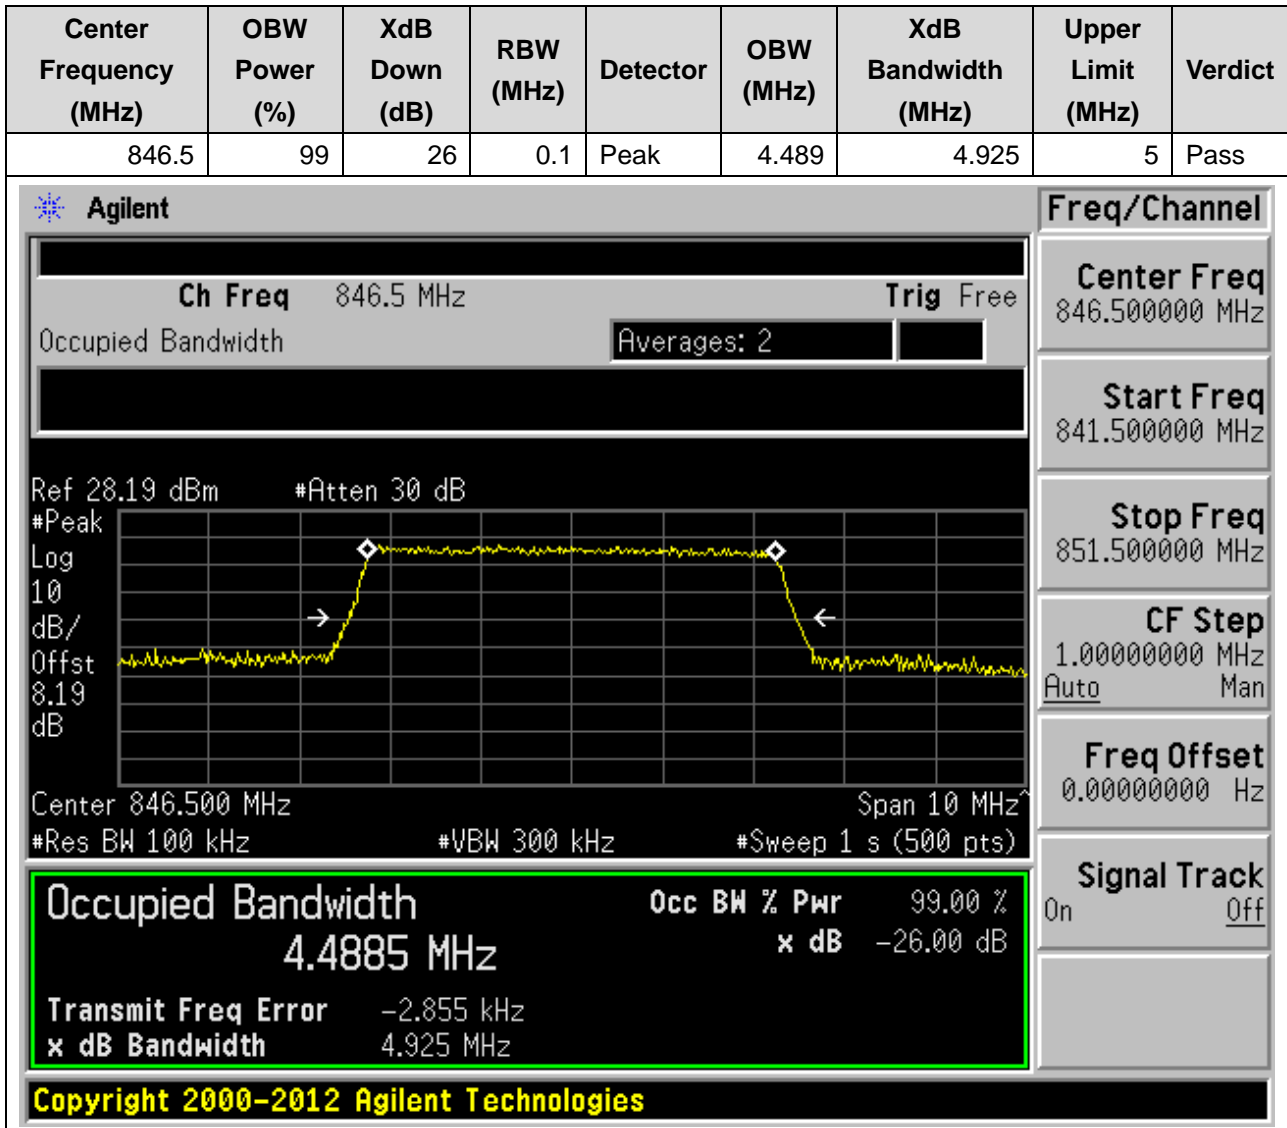 Center Frequency (MHz) OBW Power (%) XdB Down (dB) RBW (MHz) Detector OBW (MHz) XdB Bandwidth (MHz) Upper Limit (MHz) Verdict
846.5 99 26 0.1 Peak 4.489 4.925 5 Pass
Agilent
Freq/Channel
Ch Freq 846.5 MHz Trig Free
Occupied Bandwidth Averages: 2
Center Freq
846.500000 MHz
Start Freq
841.500000 MHz
Stop Freq
851.500000 MHz
CF Step
1.00000000 MHz
Auto Man
Freq Offset
0.00000000 Hz
Signal Track
On Off
Ref 28.19 dBm #Atten 30 dB
#Peak
Log
10
dB/
Offst
8.19
dB
Center 846.500 MHz Span 10 MHz^
#Res BW 100 kHz #VBW 300 kHz #Sweep 1 s (500 pts)
Occupied Bandwidth
4.4885 MHz
Occ BW % Pwr 99.00 %
x dB -26.00 dB
Transmit Freq Error -2.855 kHz
x dB Bandwidth 4.925 MHz
Copyright 2000-2012 Agilent Technologies